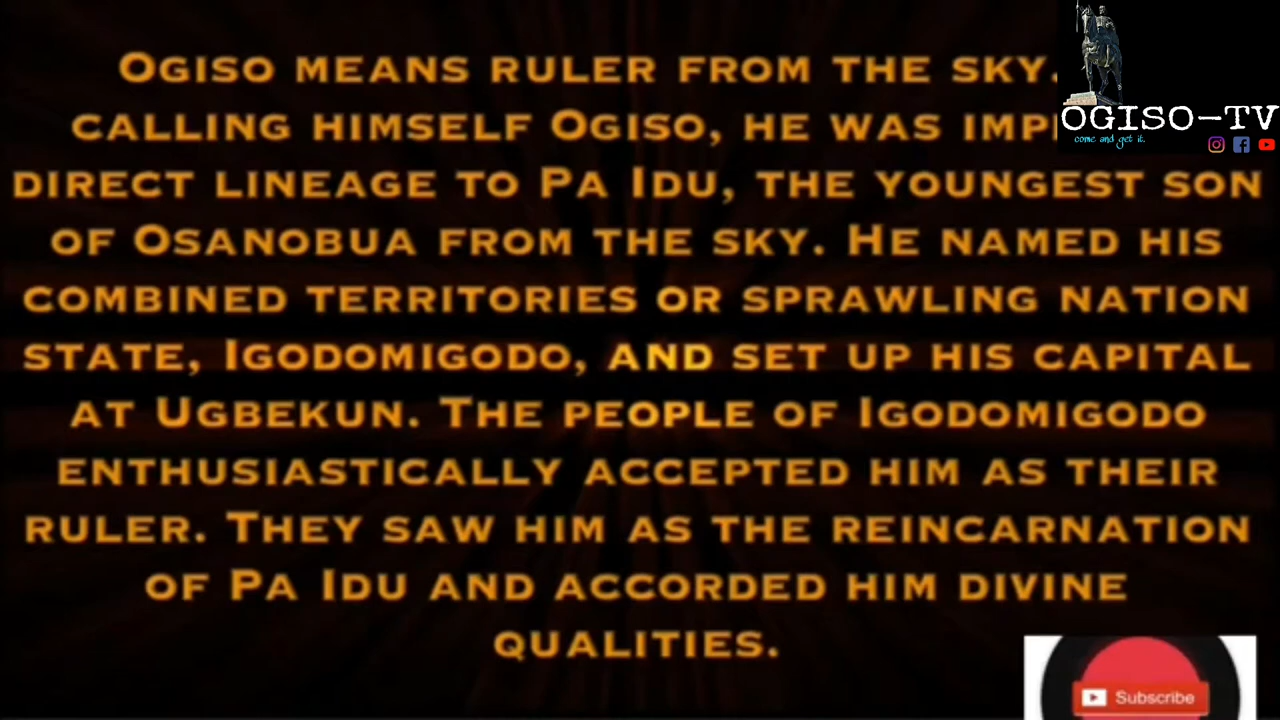 Ogiso means ruler from the sky.
calling himself Ogiso, he was
direct lineage to Pa Idu, the youngest son
of Osanobua from the sky. He named his
combined territories or sprawling nation
state, Igodomigodo, and set up his capital
at Ugbekun. The people of Igodomigodo
enthusiastically accepted him as their
ruler. They saw him as the reincarnation
of Pa Idu and accorded him divine
qualities.
OGISO-TV
come and get it.
Subscribe